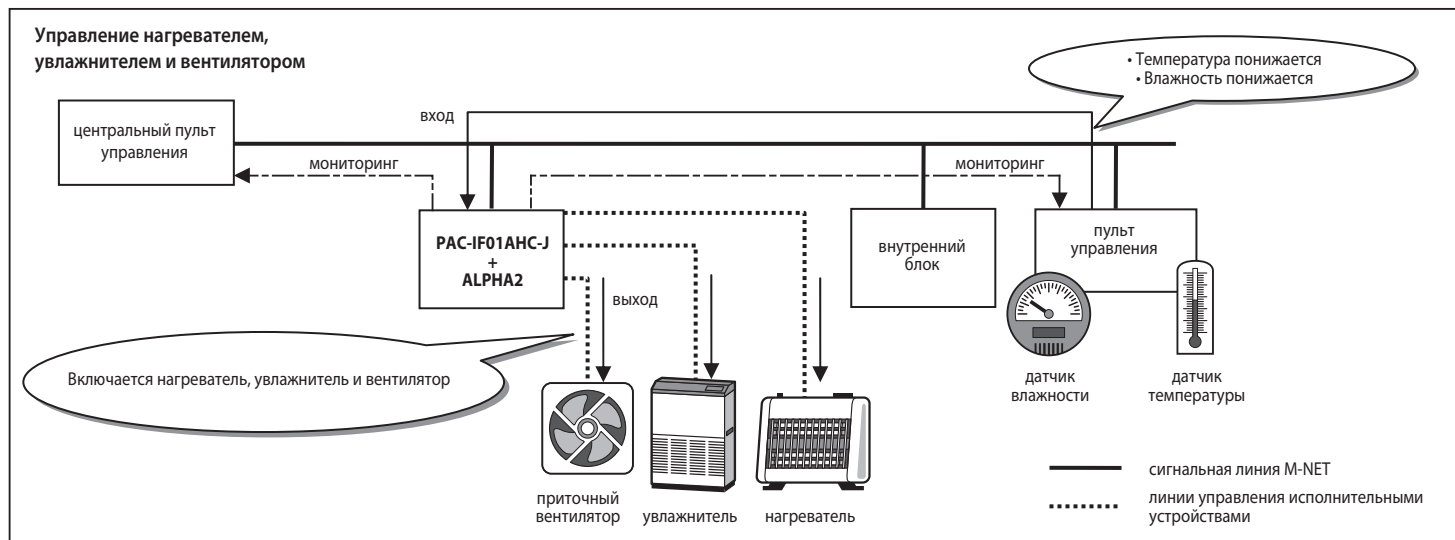 Управление нагревателем,
увлажнителем и вентилятором
• Температура понижается
• Влажность понижается
центральный пульт
управления
вход
мониторинг
мониторинг
PAC-IF01AHC-J
+
ALPHA2
внутренний
блок
пульт
управления
выход
Включается нагреватель, увлажнитель и вентилятор
датчик
влажности
датчик
температуры
приточный
вентилятор
увлажнитель
нагреватель
сигнальная линия M-NET
линии управления исполнительными
устройствами